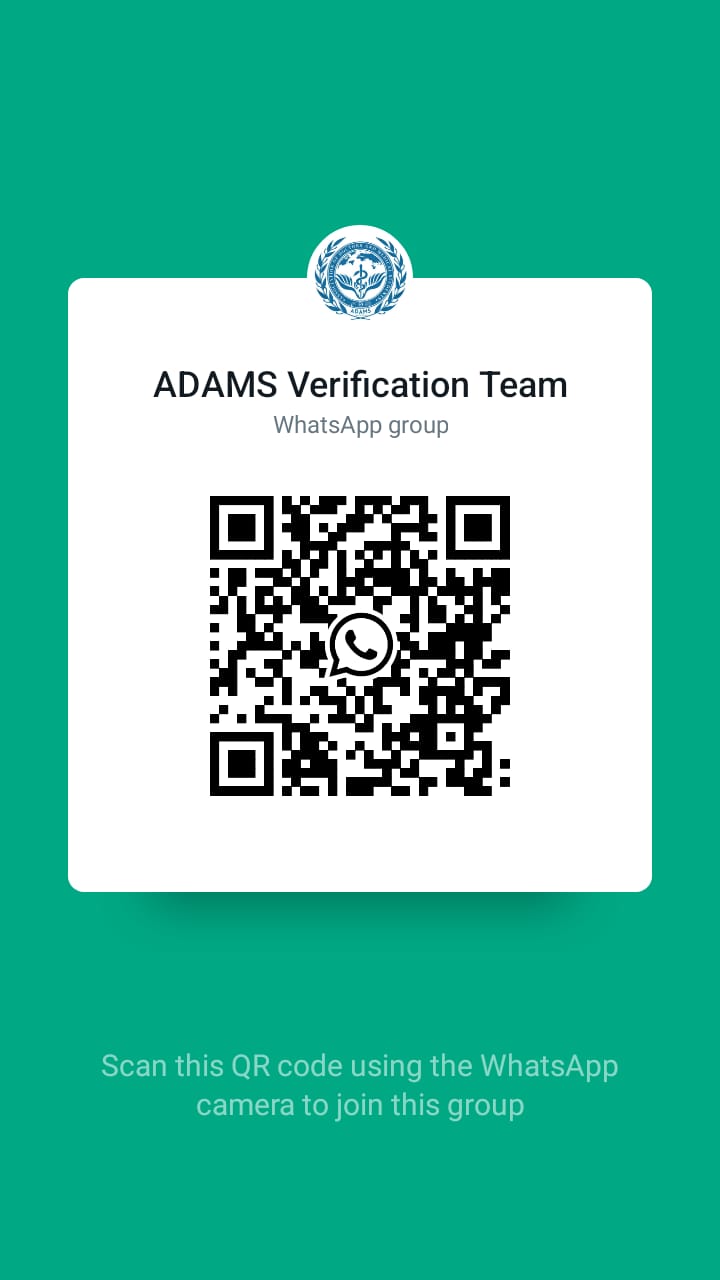 ADAMS
ADAMS Verification Team
WhatsApp group
Scan this QR code using the WhatsApp
camera to join this group